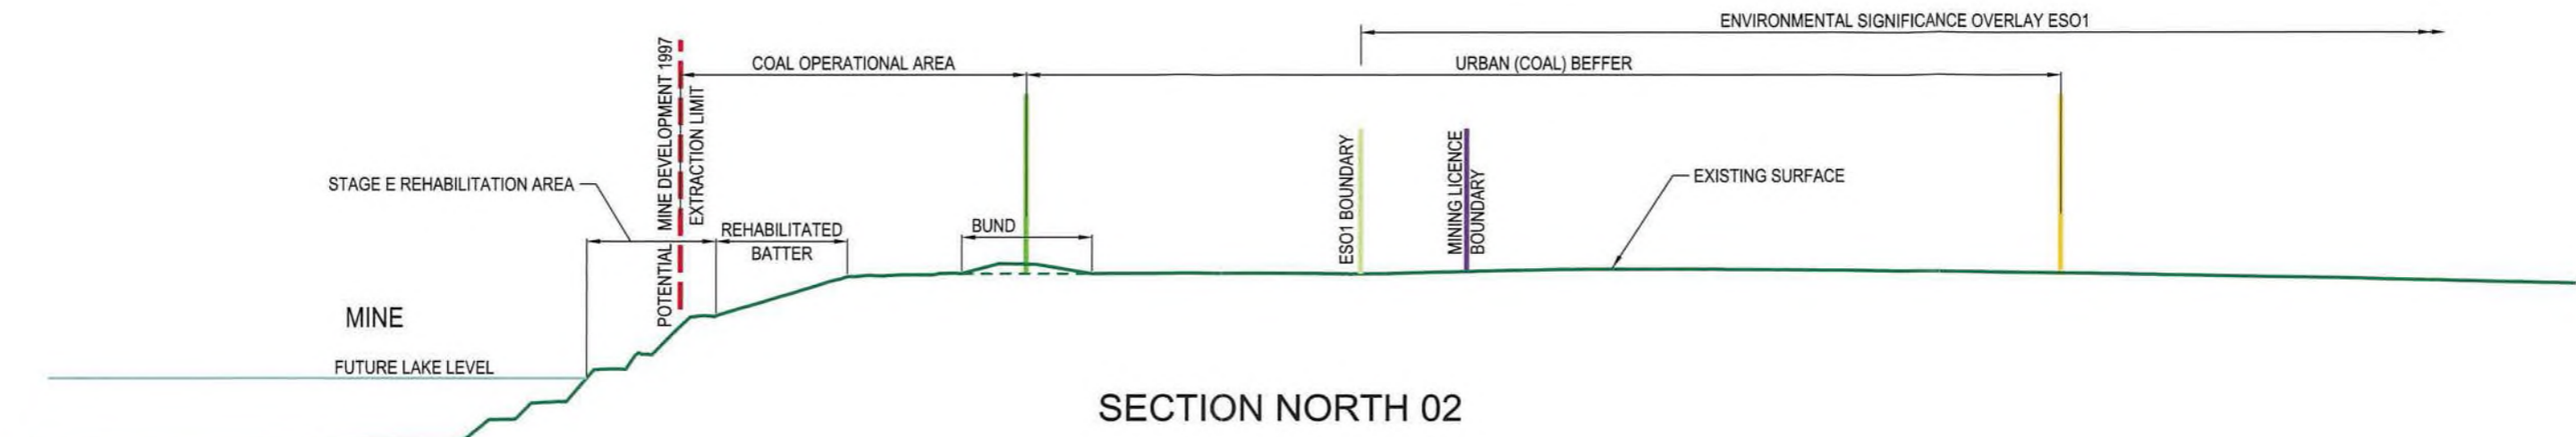 ENVIRONMENTAL SIGNIFICANCE OVERLAY ESO1
COAL OPERATIONAL AREA
URBAN (COAL) BEFFER
POTENTIAL MINE DEVELOPMENT 1997
EXTRACTION LIMIT
STAGE E REHABILITATION AREA
REHABILITATED
BATTER
BUND
ESO1 BOUNDARY
MINING LICENCE
BOUNDARY
EXISTING SURFACE
MINE
FUTURE LAKE LEVEL
SECTION NORTH 02